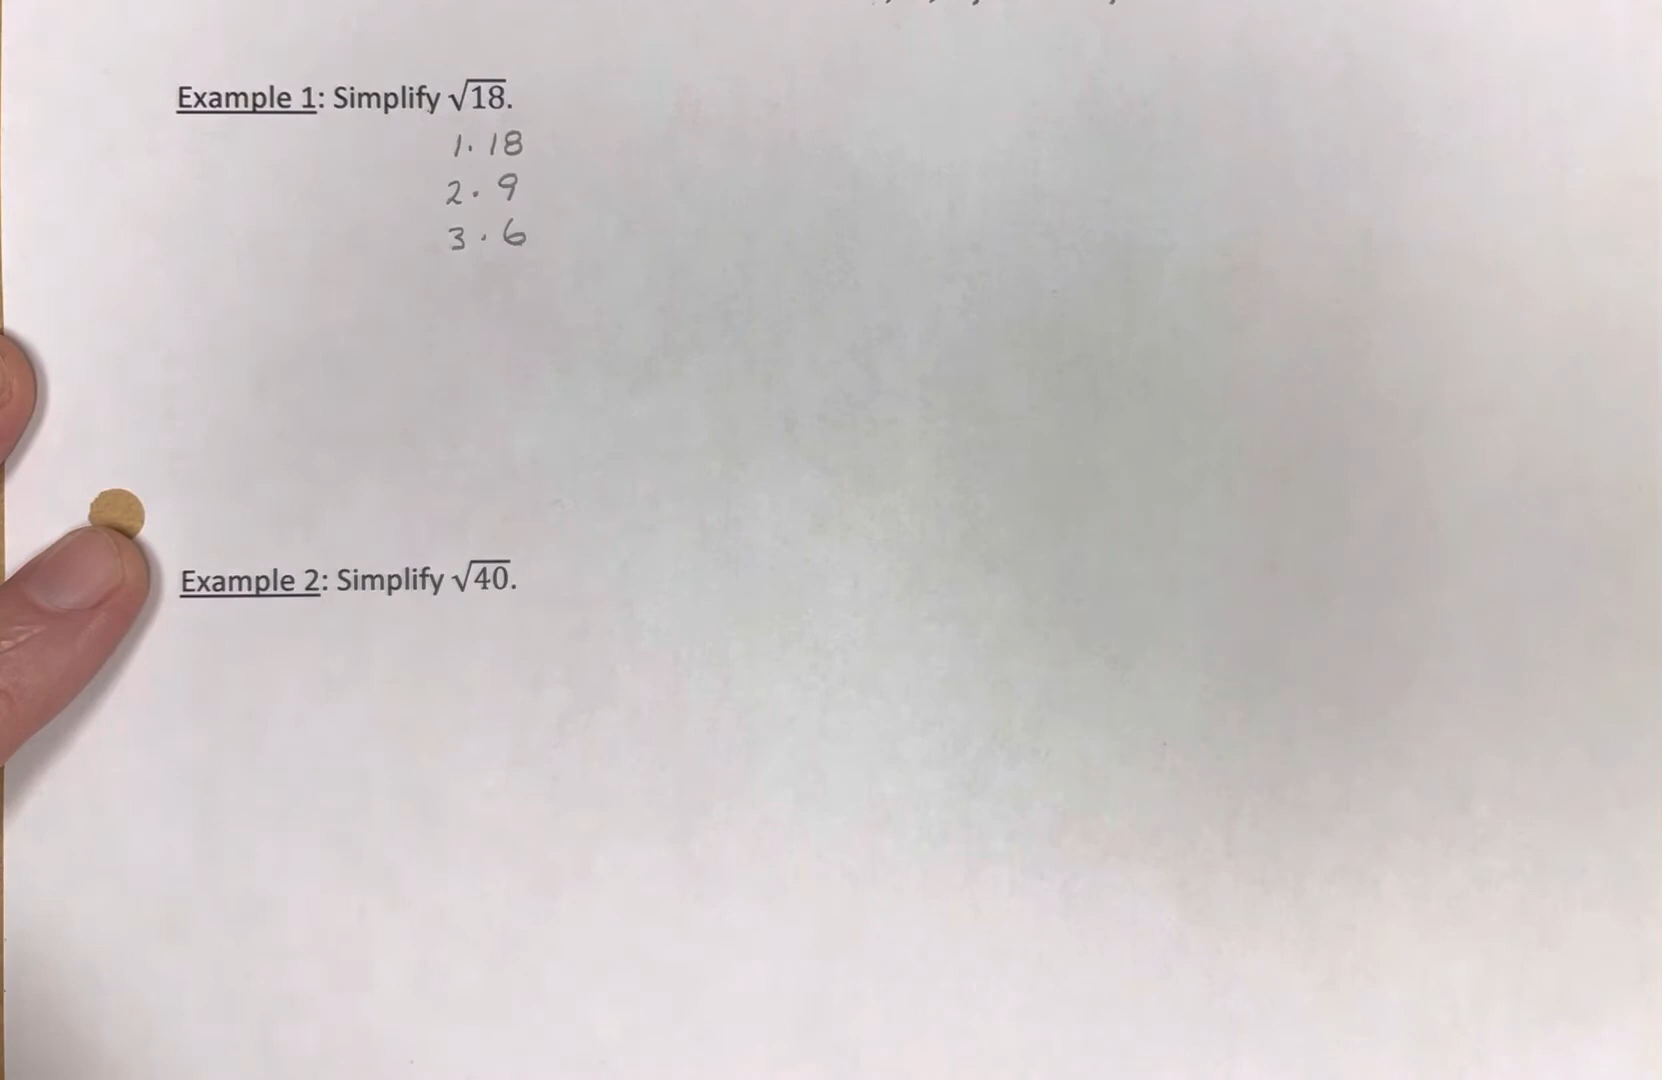 Example 1: Simplify √18.
1. 18
2. 9
3. 6
Example 2: Simplify √40.